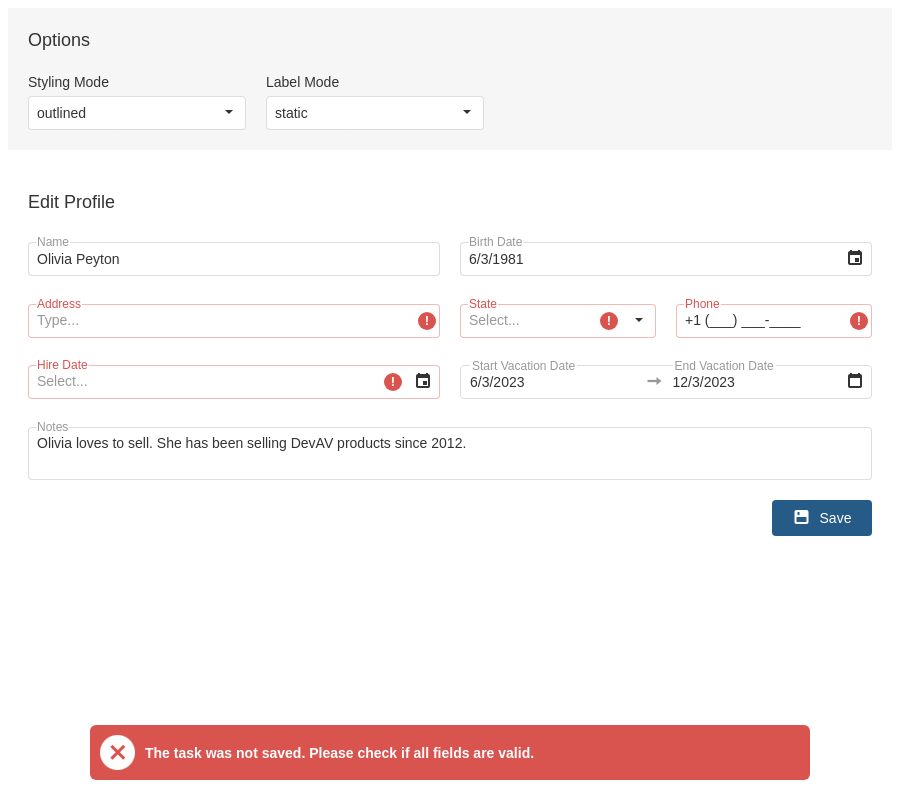 Options
Styling Mode Label Mode
outlined static
Edit Profile
Name Birth Date
Olivia Peyton 6/3/1981
Address State Phone
Type... Select... +1 (___) ___-____
Hire Date Start Vacation Date End Vacation Date
Select... 6/3/2023 12/3/2023
Notes
Olivia loves to sell. She has been selling DevAV products since 2012.
Save
The task was not saved. Please check if all fields are valid.